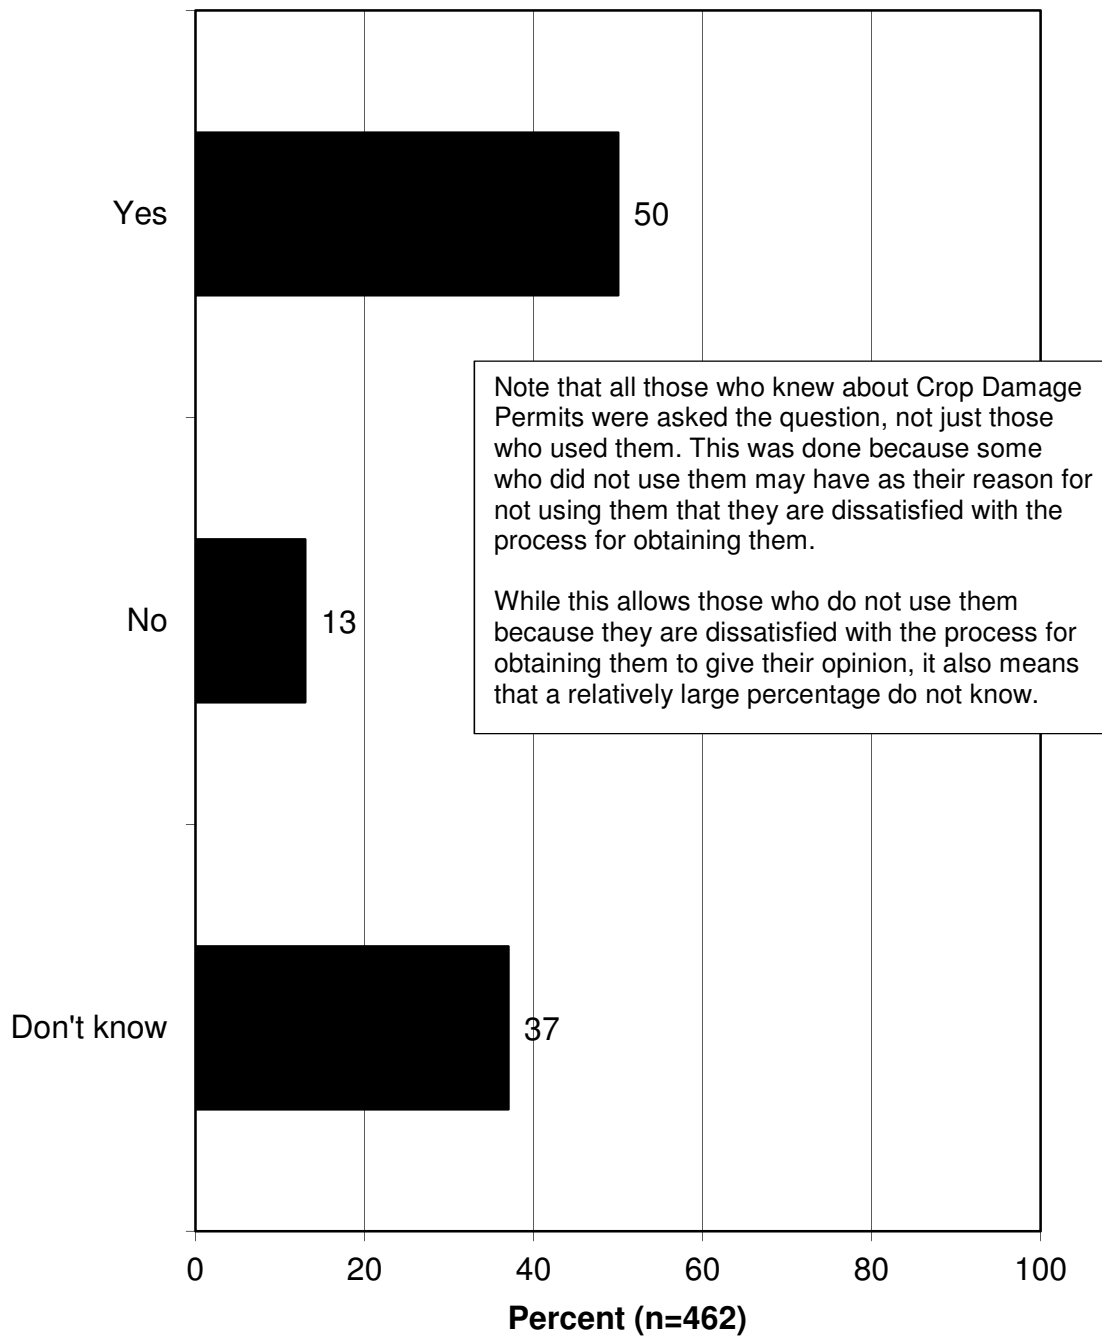 Yes
50
Note that all those who knew about Crop Damage
Permits were asked the question, not just those
who used them. This was done because some
who did not use them may have as their reason for
not using them that they are dissatisfied with the
process for obtaining them.
While this allows those who do not use them
because they are dissatisfied with the process for
obtaining them to give their opinion, it also means
that a relatively large percentage do not know.
No
13
Don't know
37
0 20 40 60 80 100
Percent (n=462)